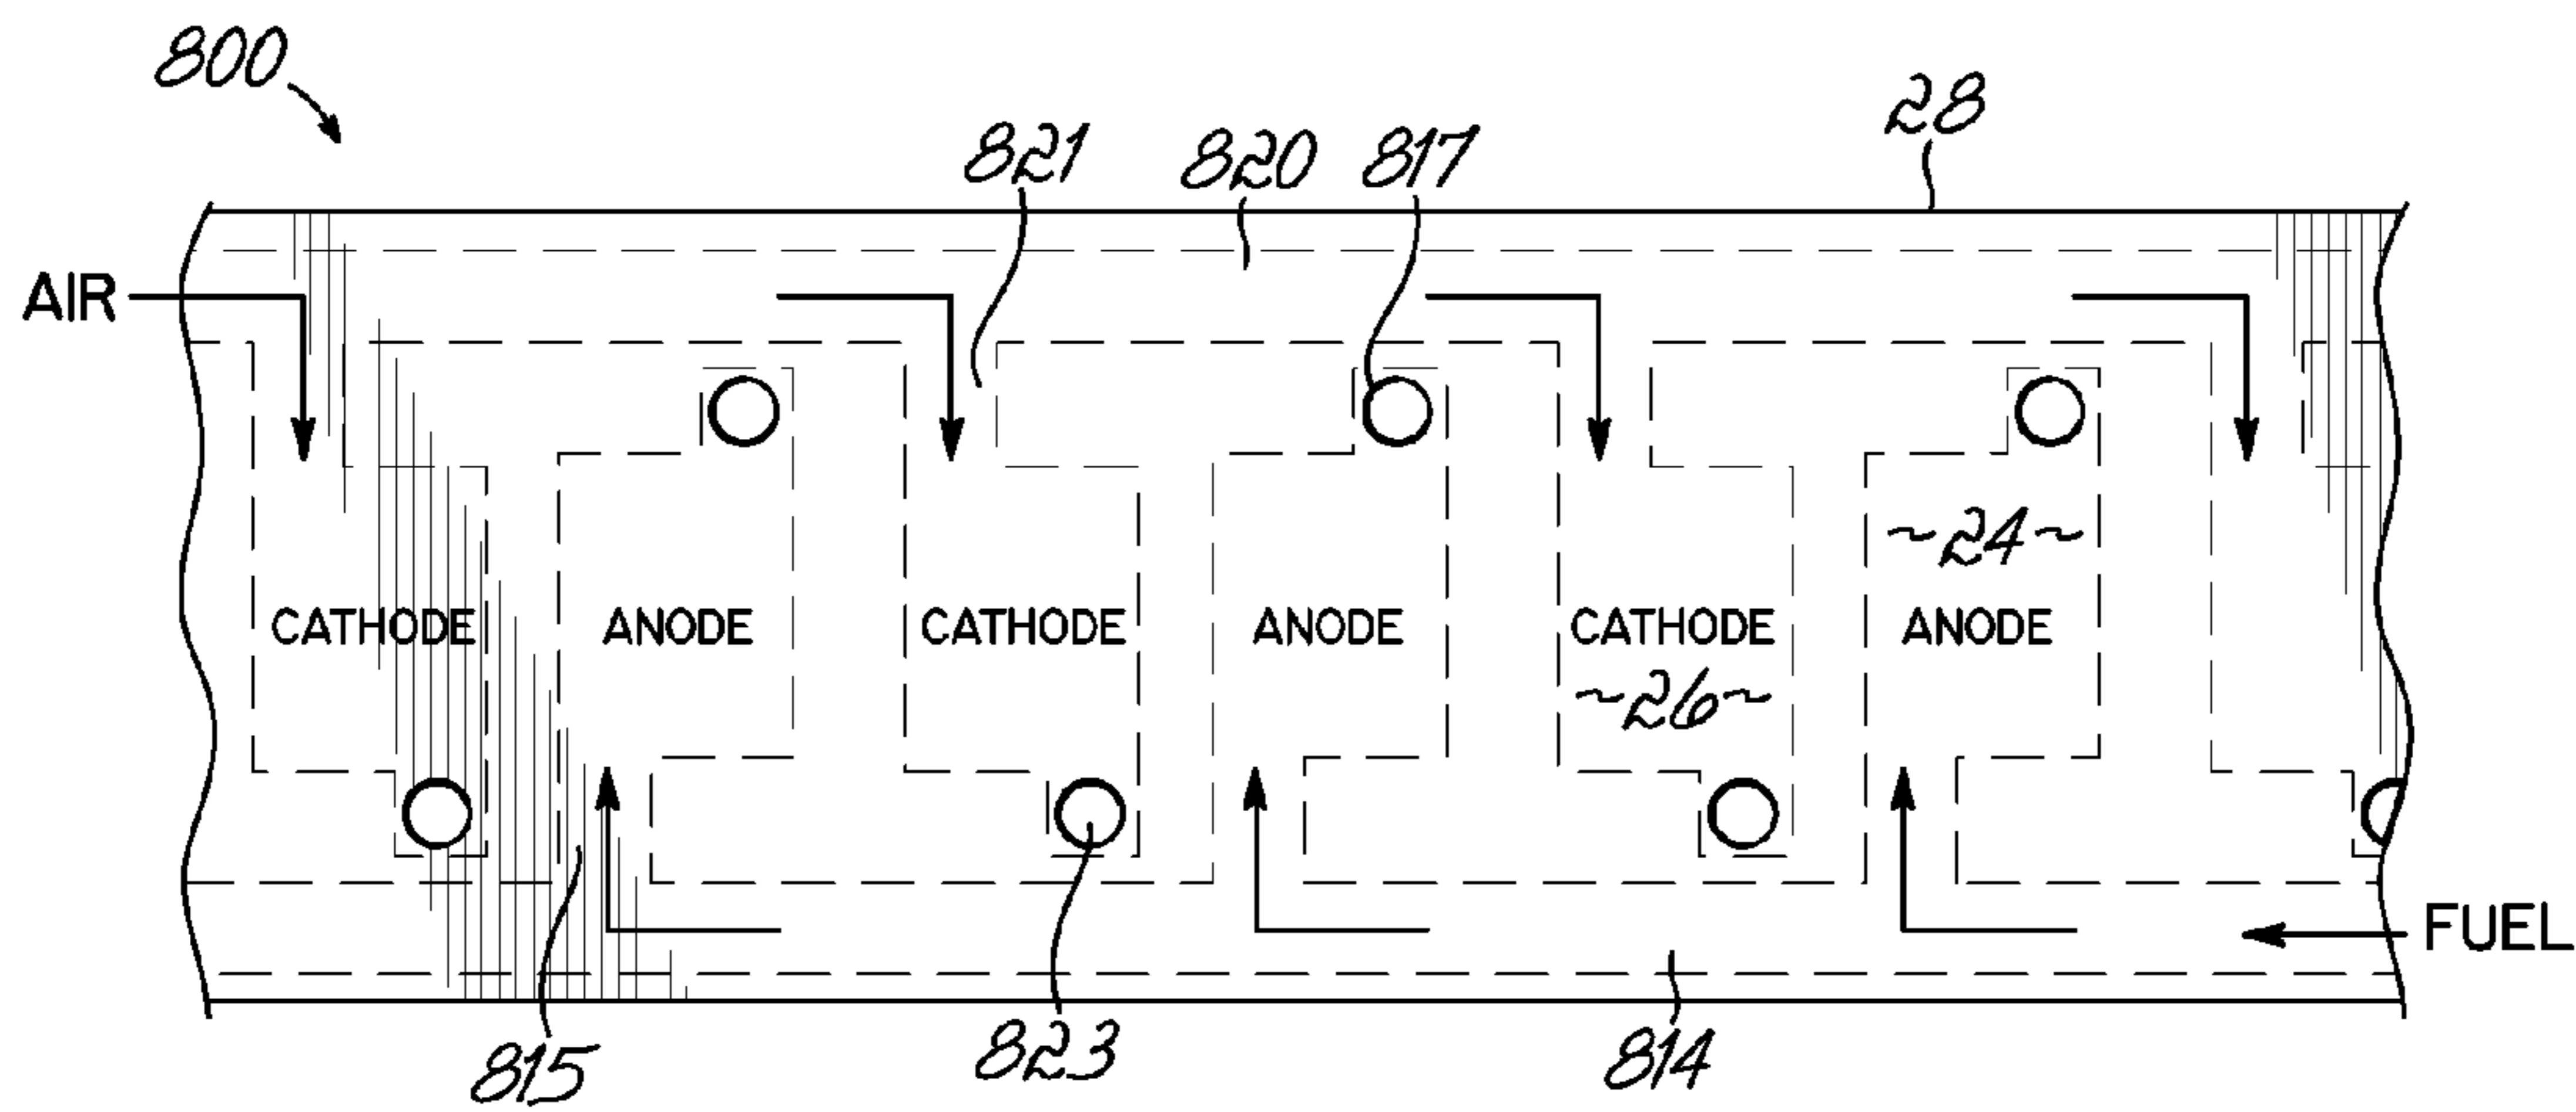 800
28
821 820 817
AIR
~24~
CATHODE ANODE CATHODE ANODE CATHODE ANODE
~26~
FUEL
815 823 814